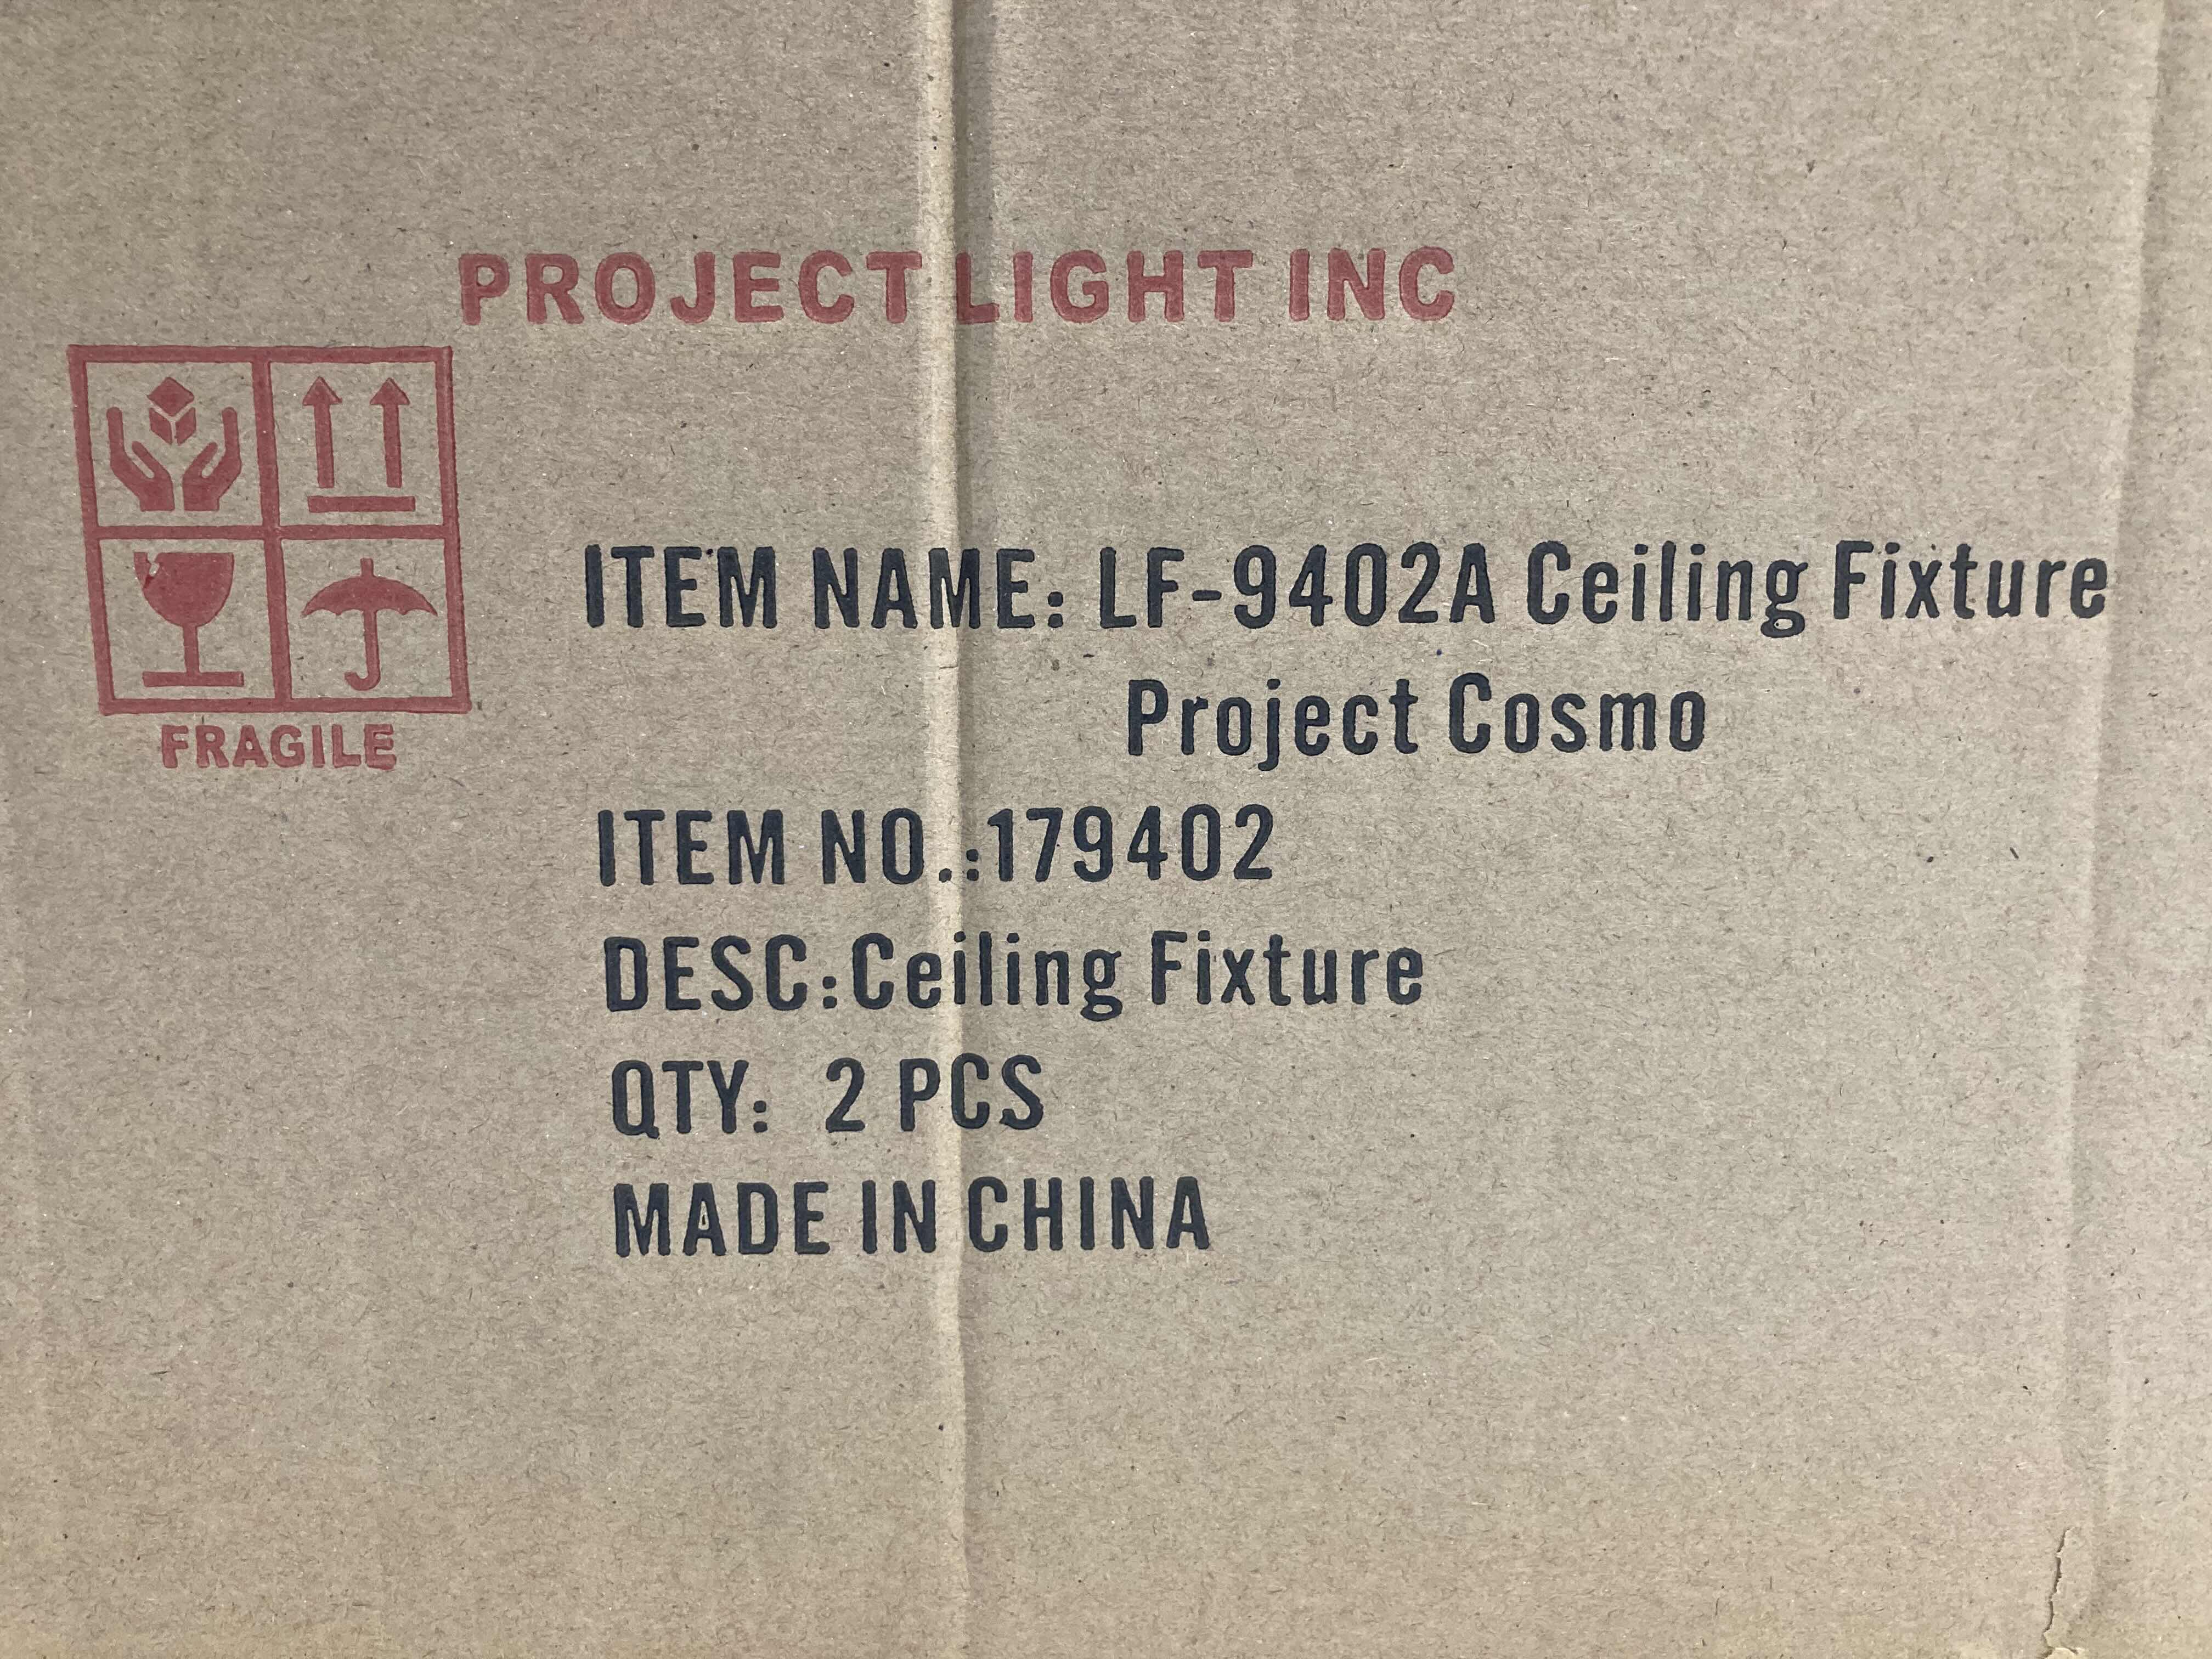 PROJECT LIGHT INC
FRAGILE
ITEM NAME: LF-9402A Ceiling Fixture
Project Cosmo
ITEM NO.:179402
DESC:Ceiling Fixture
QTY: 2 PCS
MADE IN CHINA